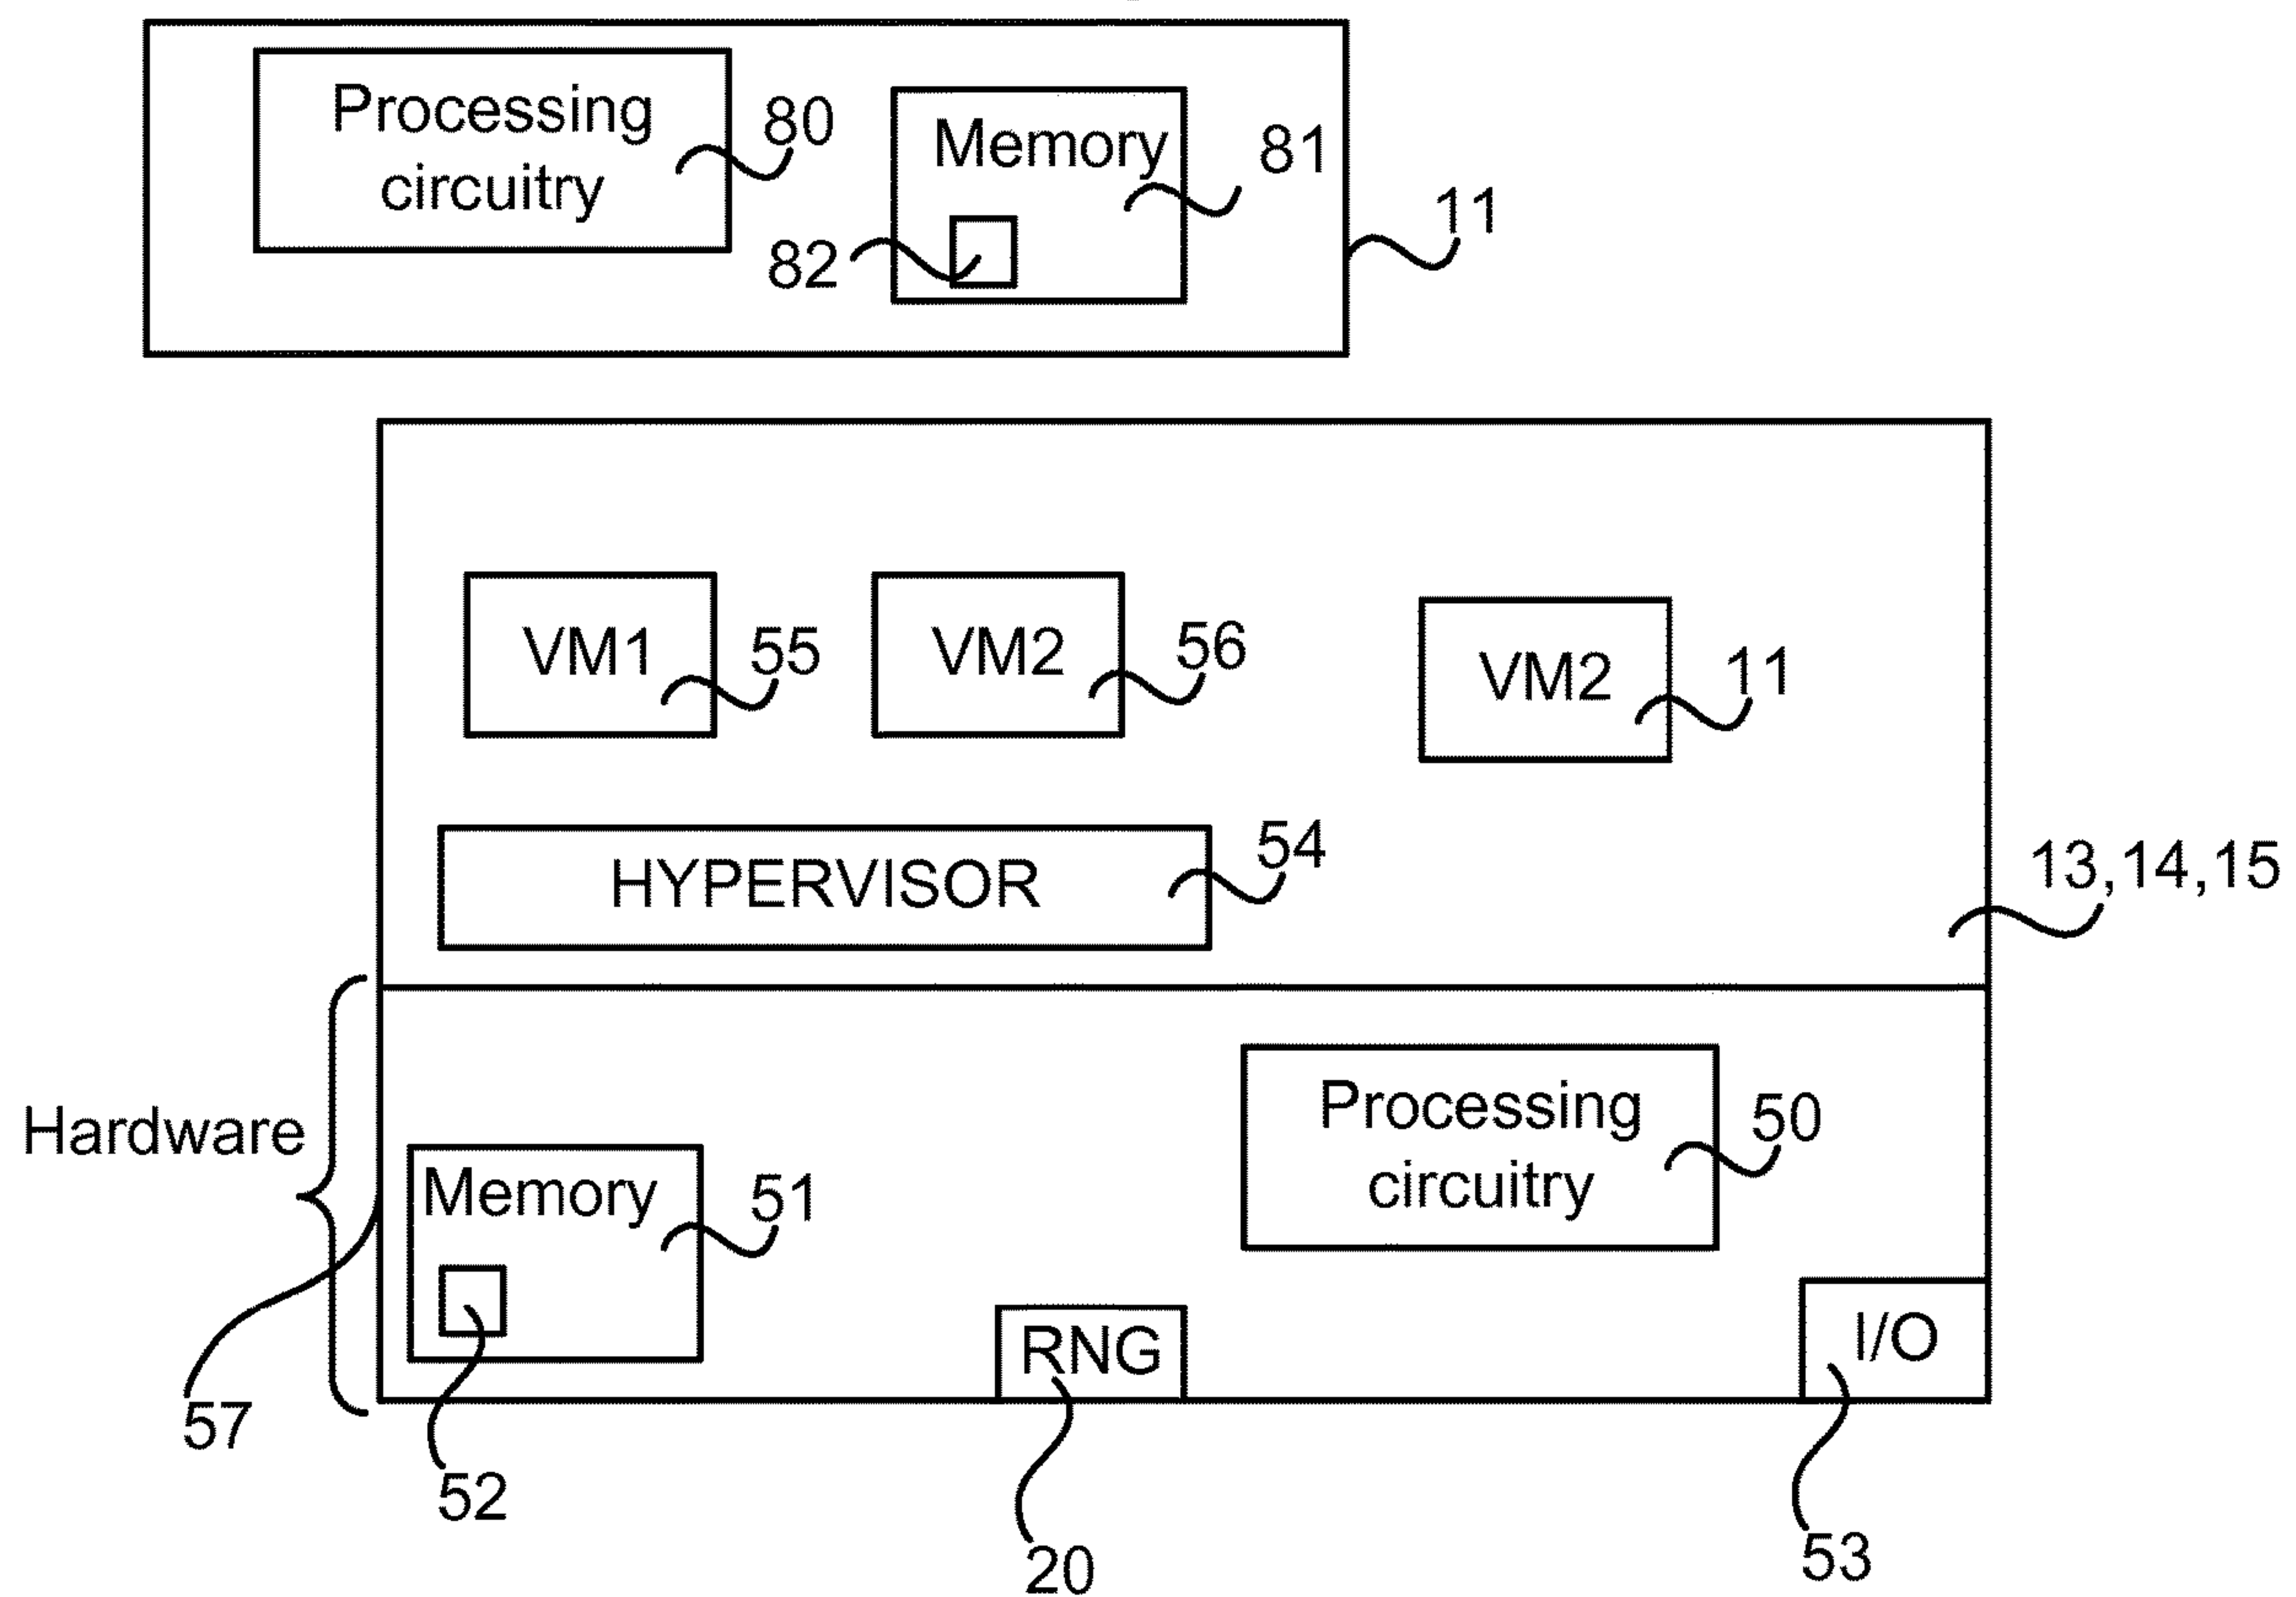 Processing
circuitry
80
Memory
81
82
11
VM1
55
VM2
56
VM2
11
HYPERVISOR
54
13,14,15
Hardware
Processing
circuitry
50
Memory
51
RNG
I/O
57
52
20
53